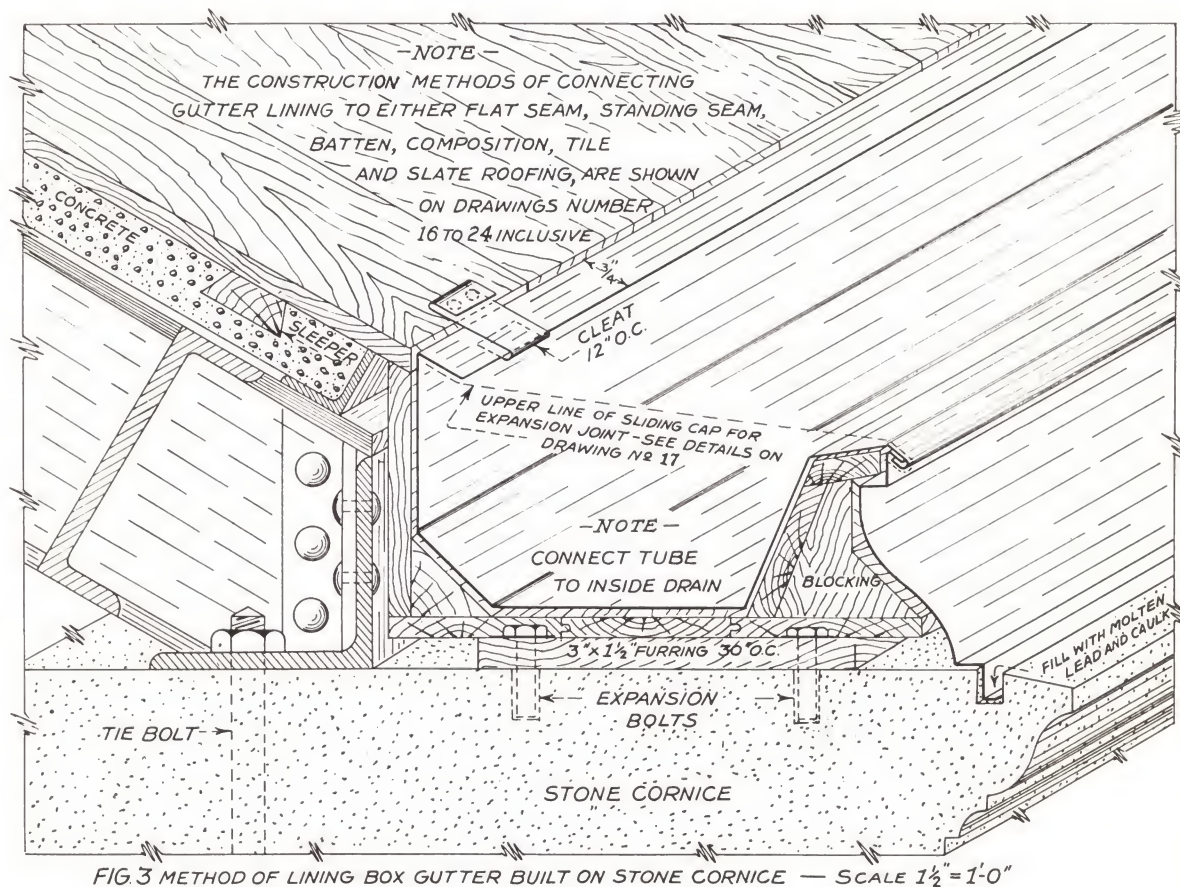 -NOTE-
THE CONSTRUCTION METHODS OF CONNECTING
GUTTER LINING TO EITHER FLAT SEAM, STANDING SEAM,
BATTEN, COMPOSITION, TILE
AND SLATE ROOFING, ARE SHOWN
ON DRAWINGS NUMBER
16 TO 24 INCLUSIVE
CONCRETE
SLEEPER
3/4"
CLEAT
12" O.C.
UPPER LINE OF SLIDING CAP FOR
EXPANSION JOINT-SEE DETAILS ON
DRAWING No 17
-NOTE-
CONNECT TUBE
TO INSIDE DRAIN
BLOCKING
3" x 1½" FURRING 30" O.C.
FILL WITH MOLTEN
LEAD AND CAULK
EXPANSION
BOLTS
TIE BOLT
STONE CORNICE
FIG. 3 METHOD OF LINING BOX GUTTER BUILT ON STONE CORNICE — SCALE 1½" = 1'-0"